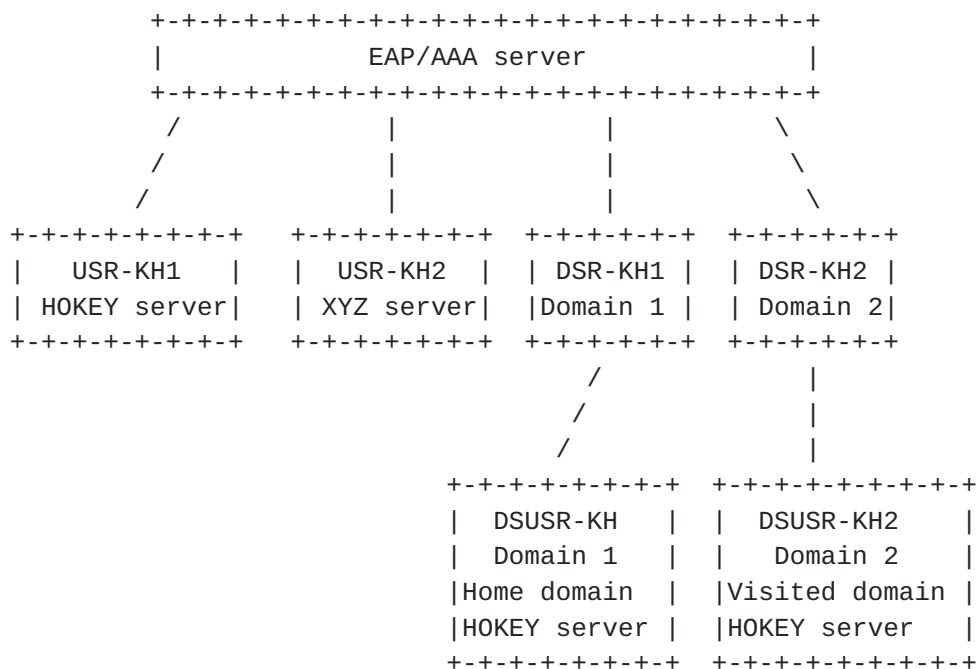 +-+-+-+-+-+-+-+-+-+-+-+-+-+-+-+-+-+-+-+-+-+
|             EAP/AAA server              |
+-+-+-+-+-+-+-+-+-+-+-+-+-+-+-+-+-+-+-+-+-+
/ | | \
/ | | \
/ | | \
+-+-+-+-+-+-+-+ +-+-+-+-+-+-+ +-+-+-+-+-+ +-+-+-+-+-+
| USR-KH1 | | USR-KH2 | | DSR-KH1 | | DSR-KH2 |
| HOKEY server| | XYZ server| |Domain 1 | | Domain 2|
+-+-+-+-+-+-+-+ +-+-+-+-+-+-+ +-+-+-+-+-+ +-+-+-+-+-+
/ |
/ |
/ |
+-+-+-+-+-+-+-+ +-+-+-+-+-+-+-+-+
| DSUSR-KH | | DSUSR-KH2 |
| Domain 1 | | Domain 2 |
|Home domain | |Visited domain |
|HOKEY server | |HOKEY server |
+-+-+-+-+-+-+-+ +-+-+-+-+-+-+-+-+